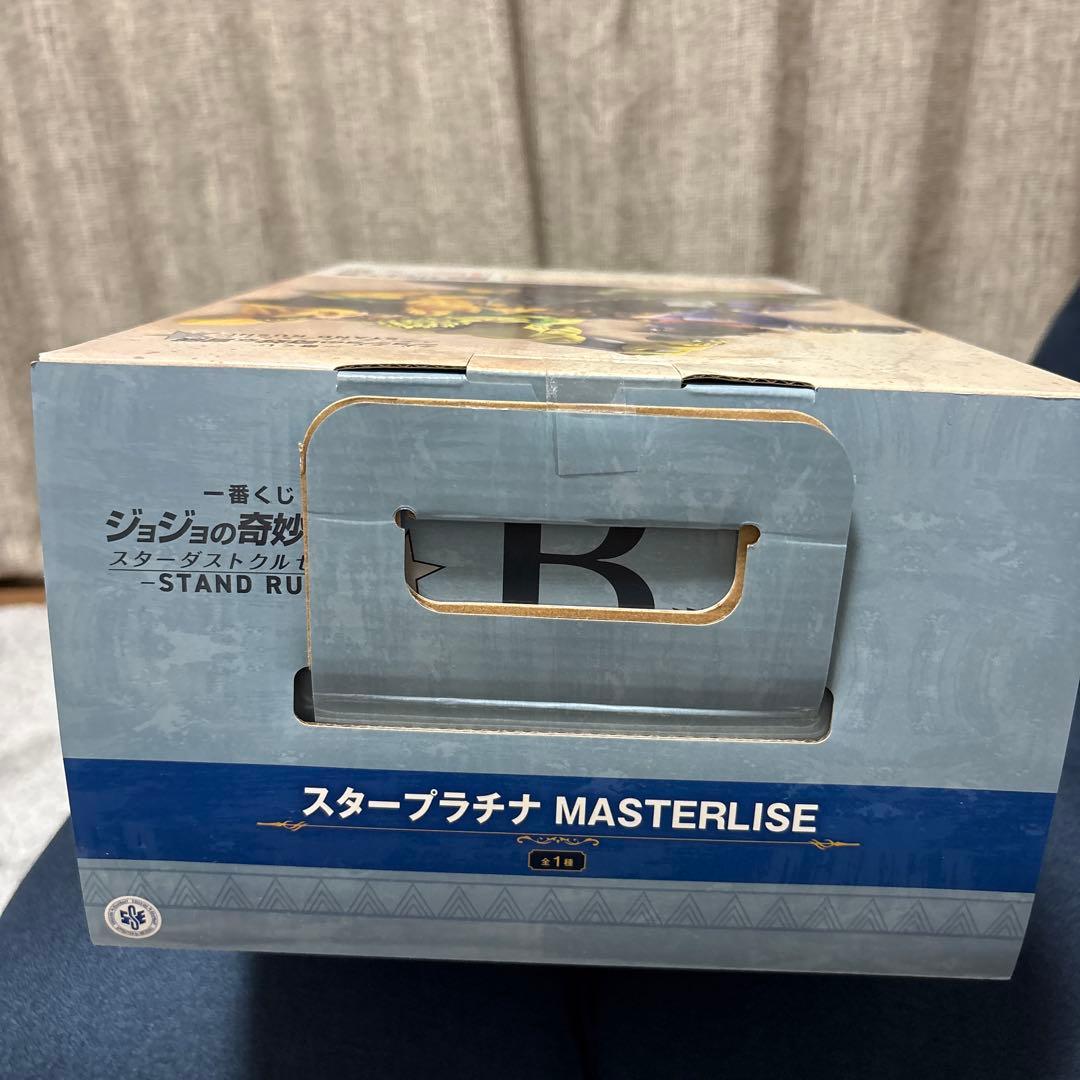 一番くじ
ジョジョの奇妙
スターダストクルセ
–STAND RU
B
スタープラチナ MASTERLISE
全1種